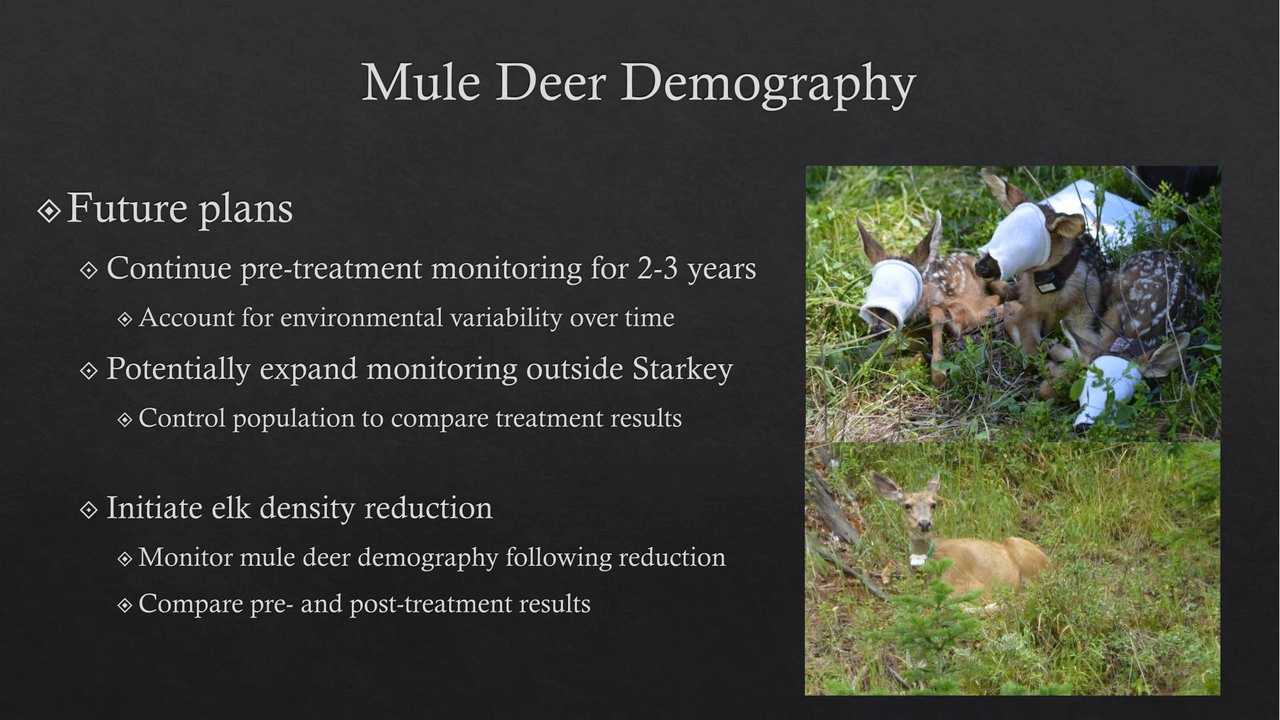 Mule Deer Demography
Future plans
Continue pre-treatment monitoring for 2-3 years
Account for environmental variability over time
Potentially expand monitoring outside Starkey
Control population to compare treatment results
Initiate elk density reduction
Monitor mule deer demography following reduction
Compare pre- and post-treatment results